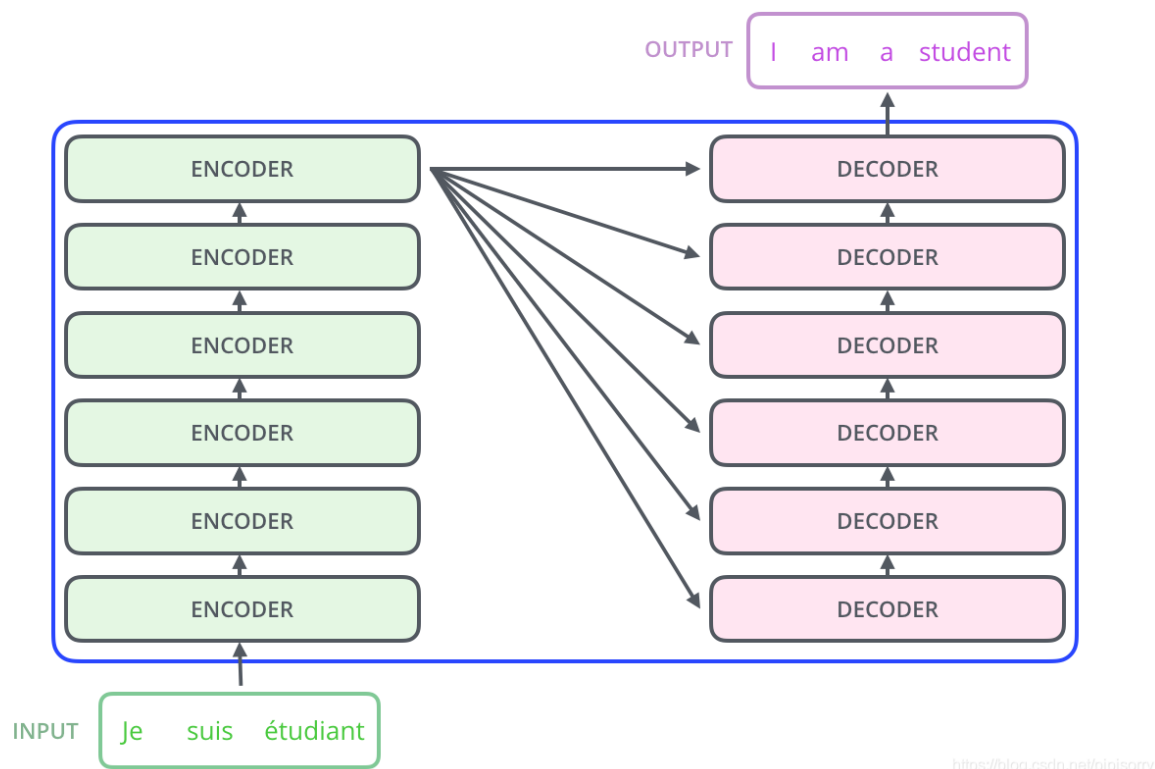 OUTPUT
I am a student
ENCODER
DECODER
ENCODER
DECODER
ENCODER
DECODER
ENCODER
DECODER
ENCODER
DECODER
ENCODER
DECODER
INPUT
Je suis étudiant